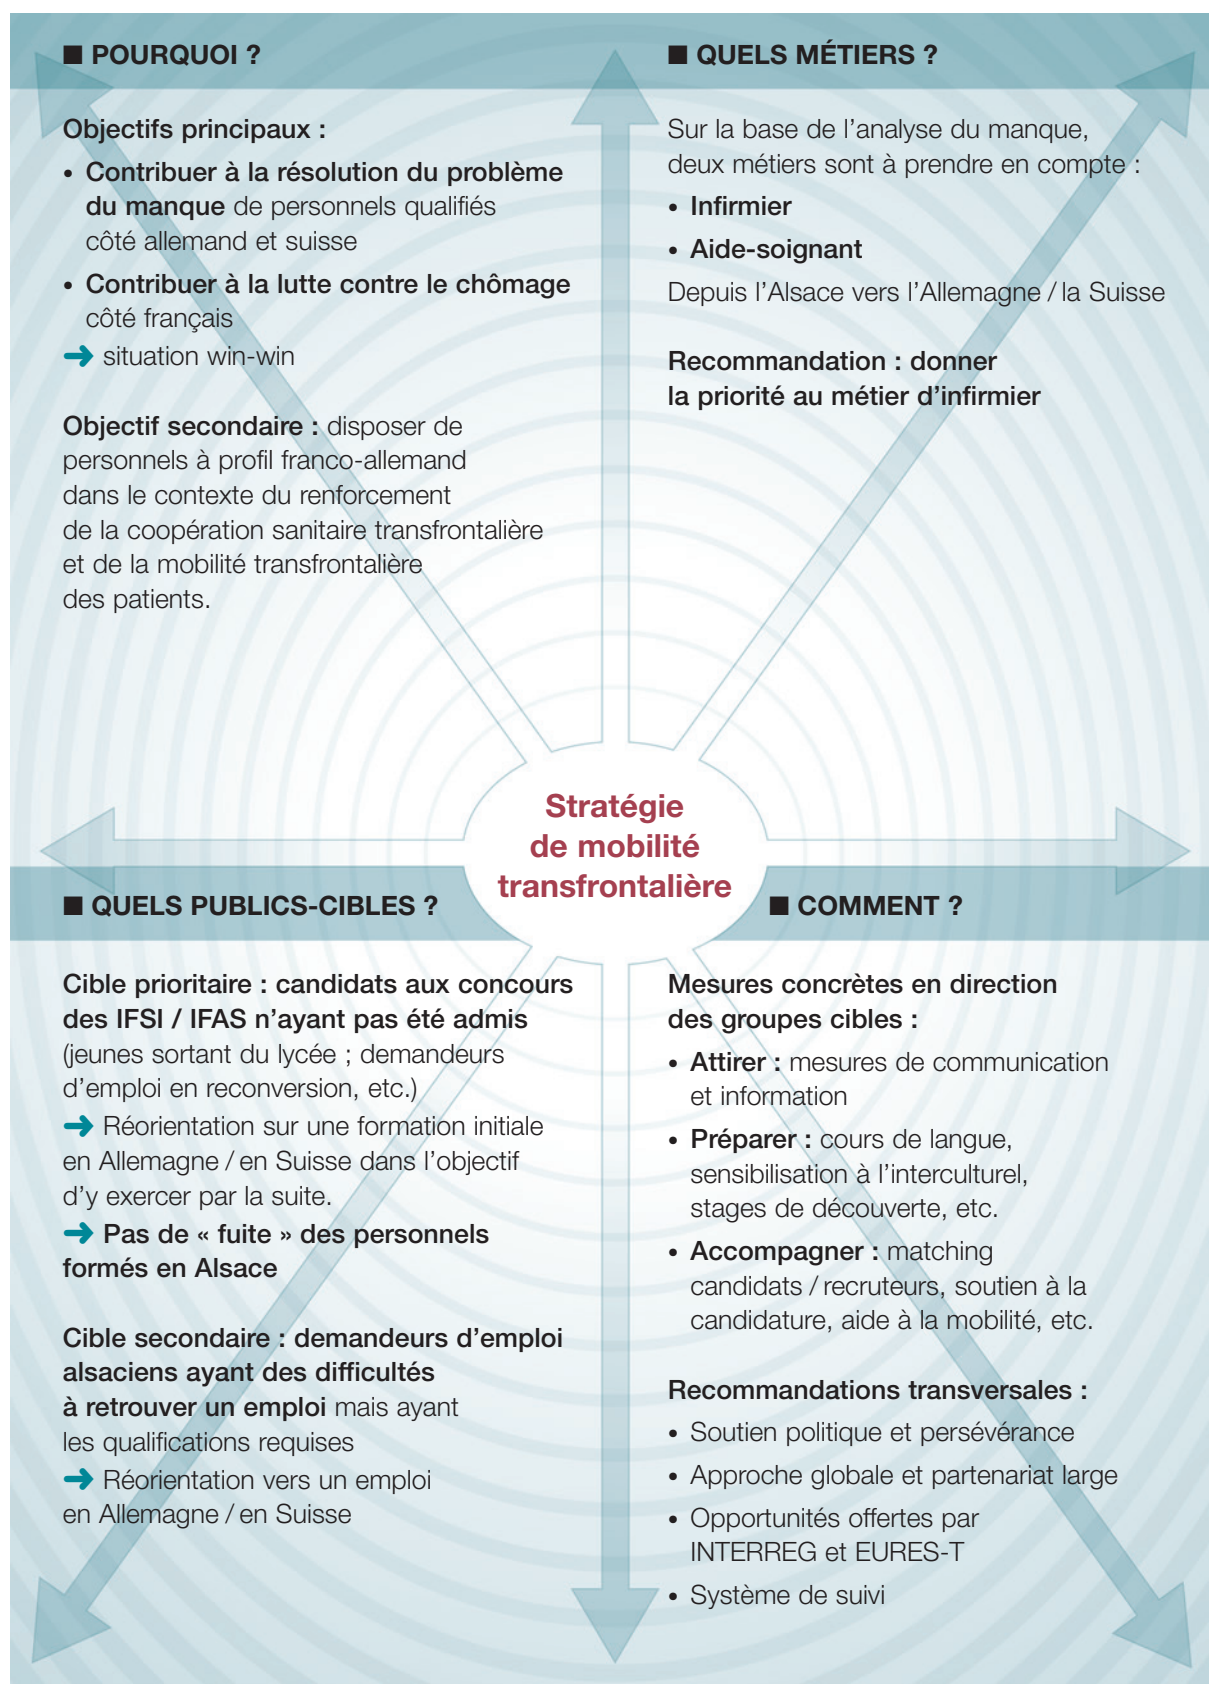 ■ POURQUOI ?
Objectifs principaux :
• Contribuer à la résolution du problème
du manque de personnels qualifiés
côté allemand et suisse
• Contribuer à la lutte contre le chômage
côté français
➜ situation win-win
Objectif secondaire : disposer de
personnels à profil franco-allemand
dans le contexte du renforcement
de la coopération sanitaire transfrontalière
et de la mobilité transfrontalière
des patients.
■ QUELS MÉTIERS ?
Sur la base de l’analyse du manque,
deux métiers sont à prendre en compte :
• Infirmier
• Aide-soignant
Depuis l’Alsace vers l’Allemagne / la Suisse
Recommandation : donner
la priorité au métier d’infirmier
Stratégie
de mobilité
transfrontalière
■ QUELS PUBLICS-CIBLES ?
Cible prioritaire : candidats aux concours
des IFSI / IFAS n’ayant pas été admis
(jeunes sortant du lycée ; demandeurs
d’emploi en reconversion, etc.)
➜ Réorientation sur une formation initiale
en Allemagne / en Suisse dans l’objectif
d’y exercer par la suite.
➜ Pas de « fuite » des personnels
formés en Alsace
Cible secondaire : demandeurs d’emploi
alsaciens ayant des difficultés
à retrouver un emploi mais ayant
les qualifications requises
➜ Réorientation vers un emploi
en Allemagne / en Suisse
■ COMMENT ?
Mesures concrètes en direction
des groupes cibles :
• Attirer : mesures de communication
et information
• Préparer : cours de langue,
sensibilisation à l’interculturel,
stages de découverte, etc.
• Accompagner : matching
candidats / recruteurs, soutien à la
candidature, aide à la mobilité, etc.
Recommandations transversales :
• Soutien politique et persévérance
• Approche globale et partenariat large
• Opportunités offertes par
INTERREG et EURES-T
• Système de suivi